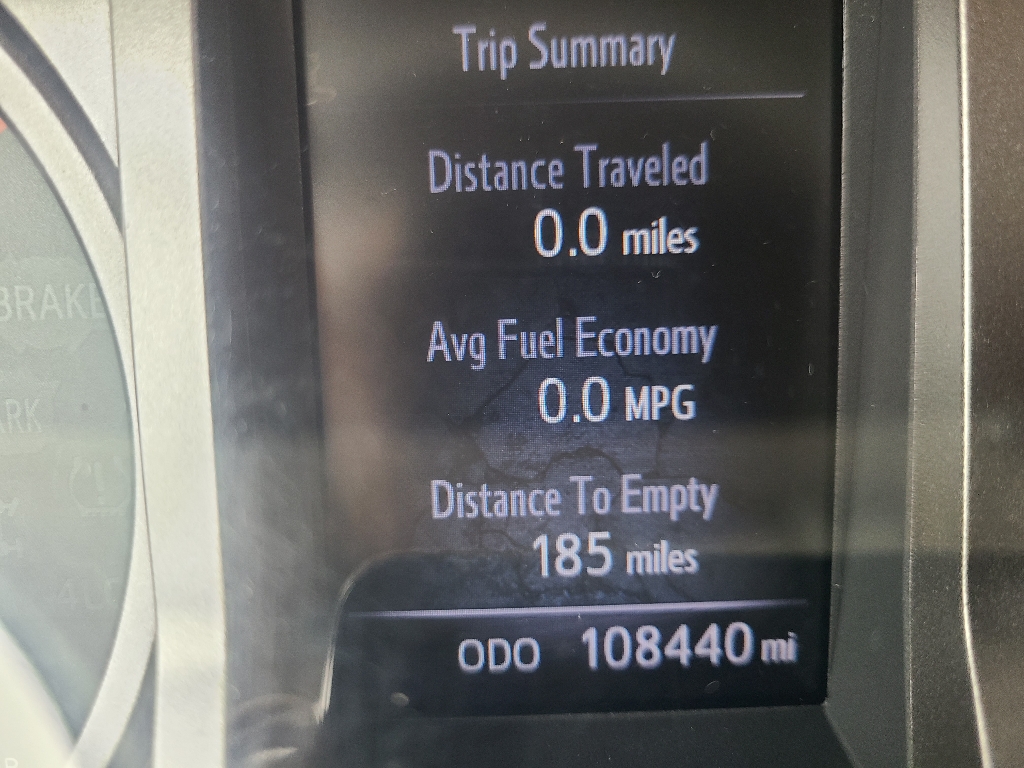 Trip Summary
Distance Traveled
0.0 miles
Avg Fuel Economy
0.0 MPG
Distance To Empty
185 miles
ODO 108440 mi
BRAKE